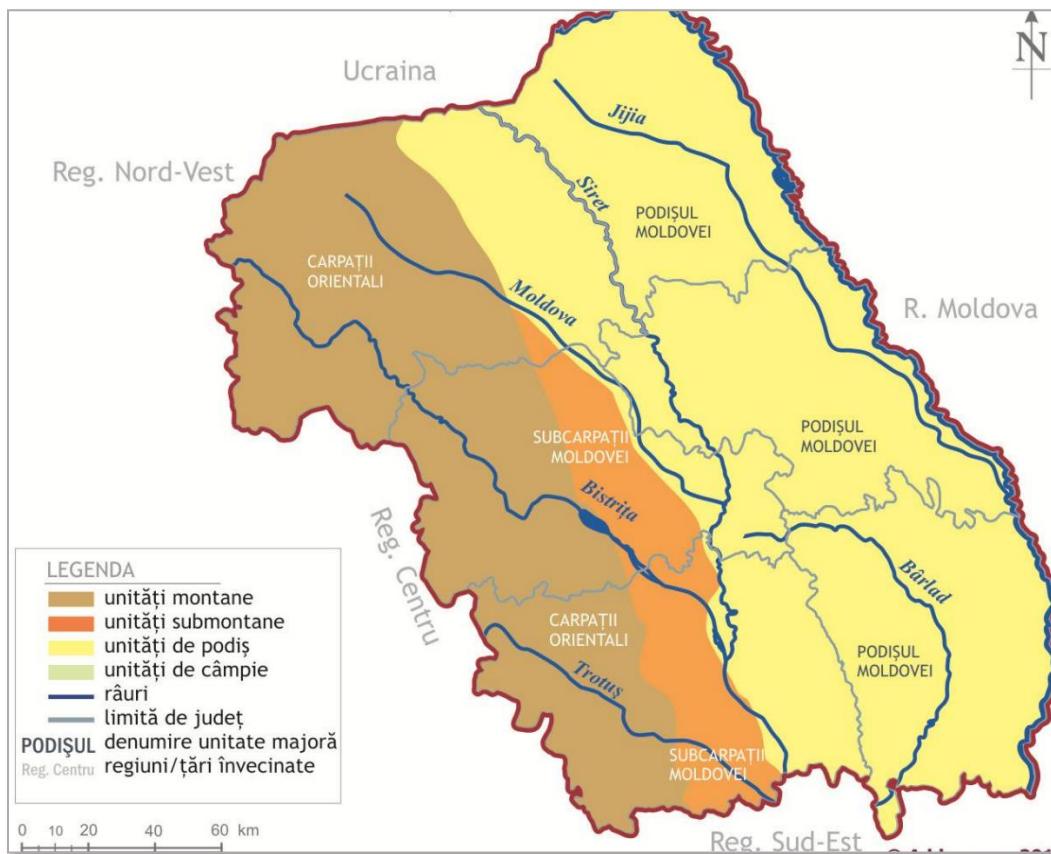 N
Ucraina
Jijia
Reg. Nord-Vest
Siret
PODIȘUL
MOLDOVEI
CARPAȚII
ORIENTALI
Moldova
R. Moldova
PODIȘUL
MOLDOVEI
SUBCARPAȚII
MOLDOVEI
Bistrița
Reg. Centru
Bârlad
CARPAȚII
ORIENTALI
PODIȘUL
MOLDOVEI
Trotuș
SUBCARPAȚII
MOLDOVEI
LEGENDA
unități montane
unități submontane
unități de podiș
unități de câmpie
râuri
limită de județ
PODIŞUL denumire unitate majoră
Reg. Centru regiuni/țări învecinate
0 10 20 40 60 km
Reg. Sud-Est